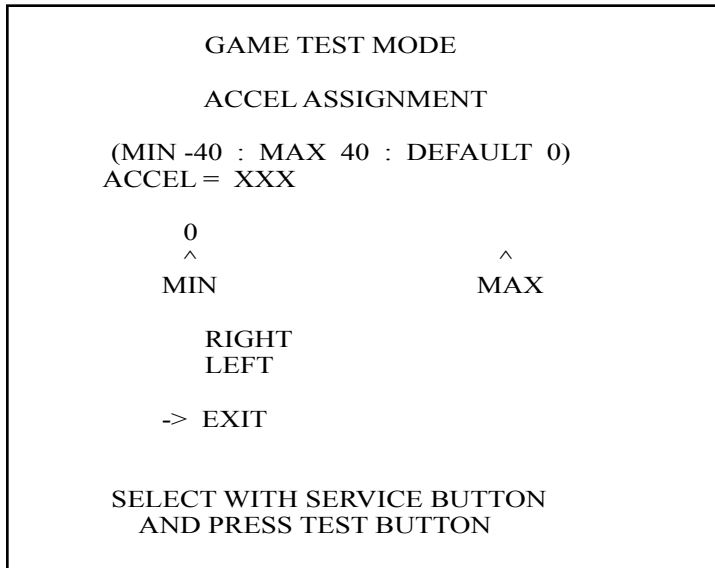 GAME TEST MODE
ACCEL ASSIGNMENT
(MIN -40 : MAX 40 : DEFAULT 0)
ACCEL = XXX
0
^ ^
MIN MAX
RIGHT
LEFT
-> EXIT
SELECT WITH SERVICE BUTTON
AND PRESS TEST BUTTON